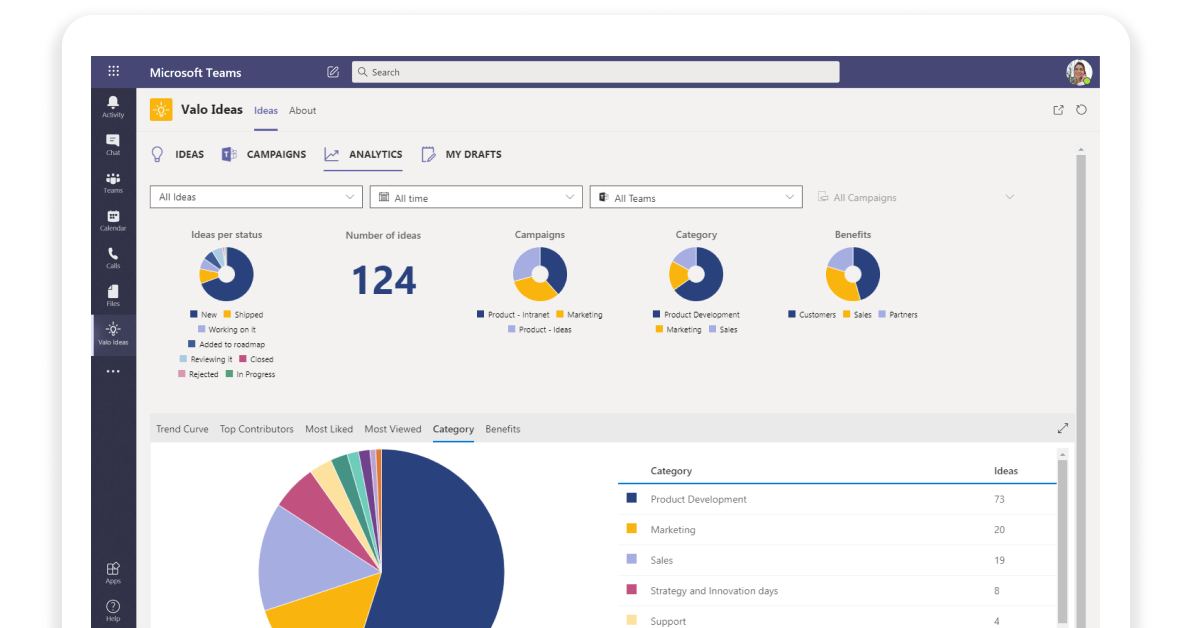 Microsoft Teams
Search
Activity
Chat
Teams
Calendar
Calls
Files
Valo Ideas
Apps
Help
Valo Ideas Ideas About
IDEAS CAMPAIGNS ANALYTICS MY DRAFTS
All Ideas All time All Teams All Campaigns
Ideas per status
New Shipped
Working on it
Added to roadmap
Reviewing it Closed
Rejected In Progress
Number of ideas
124
Campaigns
Product - Intranet Marketing
Product - Ideas
Category
Product Development
Marketing Sales
Benefits
Customers Sales Partners
Trend Curve Top Contributors Most Liked Most Viewed Category Benefits
Category Ideas
Product Development 73
Marketing 20
Sales 19
Strategy and Innovation days 8
Support 4